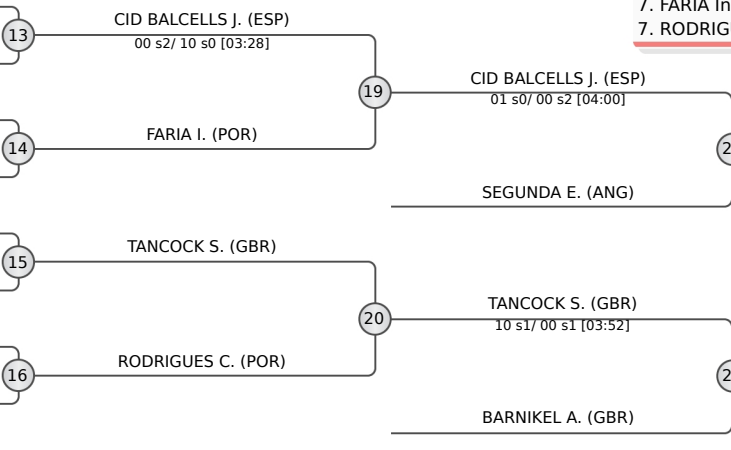 7. FARIA In
7. RODRIG
13
CID BALCELLS J. (ESP)
00 s2/ 10 s0 [03:28]
19
CID BALCELLS J. (ESP)
01 s0/ 00 s2 [04:00]
14
FARIA I. (POR)
2
SEGUNDA E. (ANG)
15
TANCOCK S. (GBR)
20
TANCOCK S. (GBR)
10 s1/ 00 s1 [03:52]
16
RODRIGUES C. (POR)
2
BARNIKEL A. (GBR)